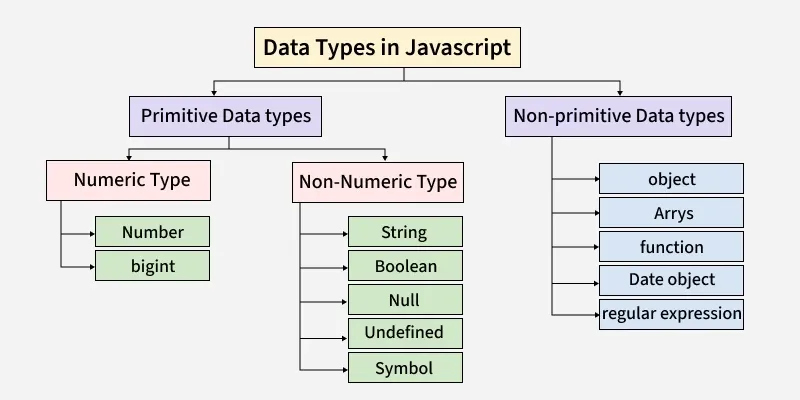 Data Types in Javascript
Primitive Data types
Non-primitive Data types
Numeric Type
Non-Numeric Type
Number
bigint
String
Boolean
Null
Undefined
Symbol
object
Arrys
function
Date object
regular expression